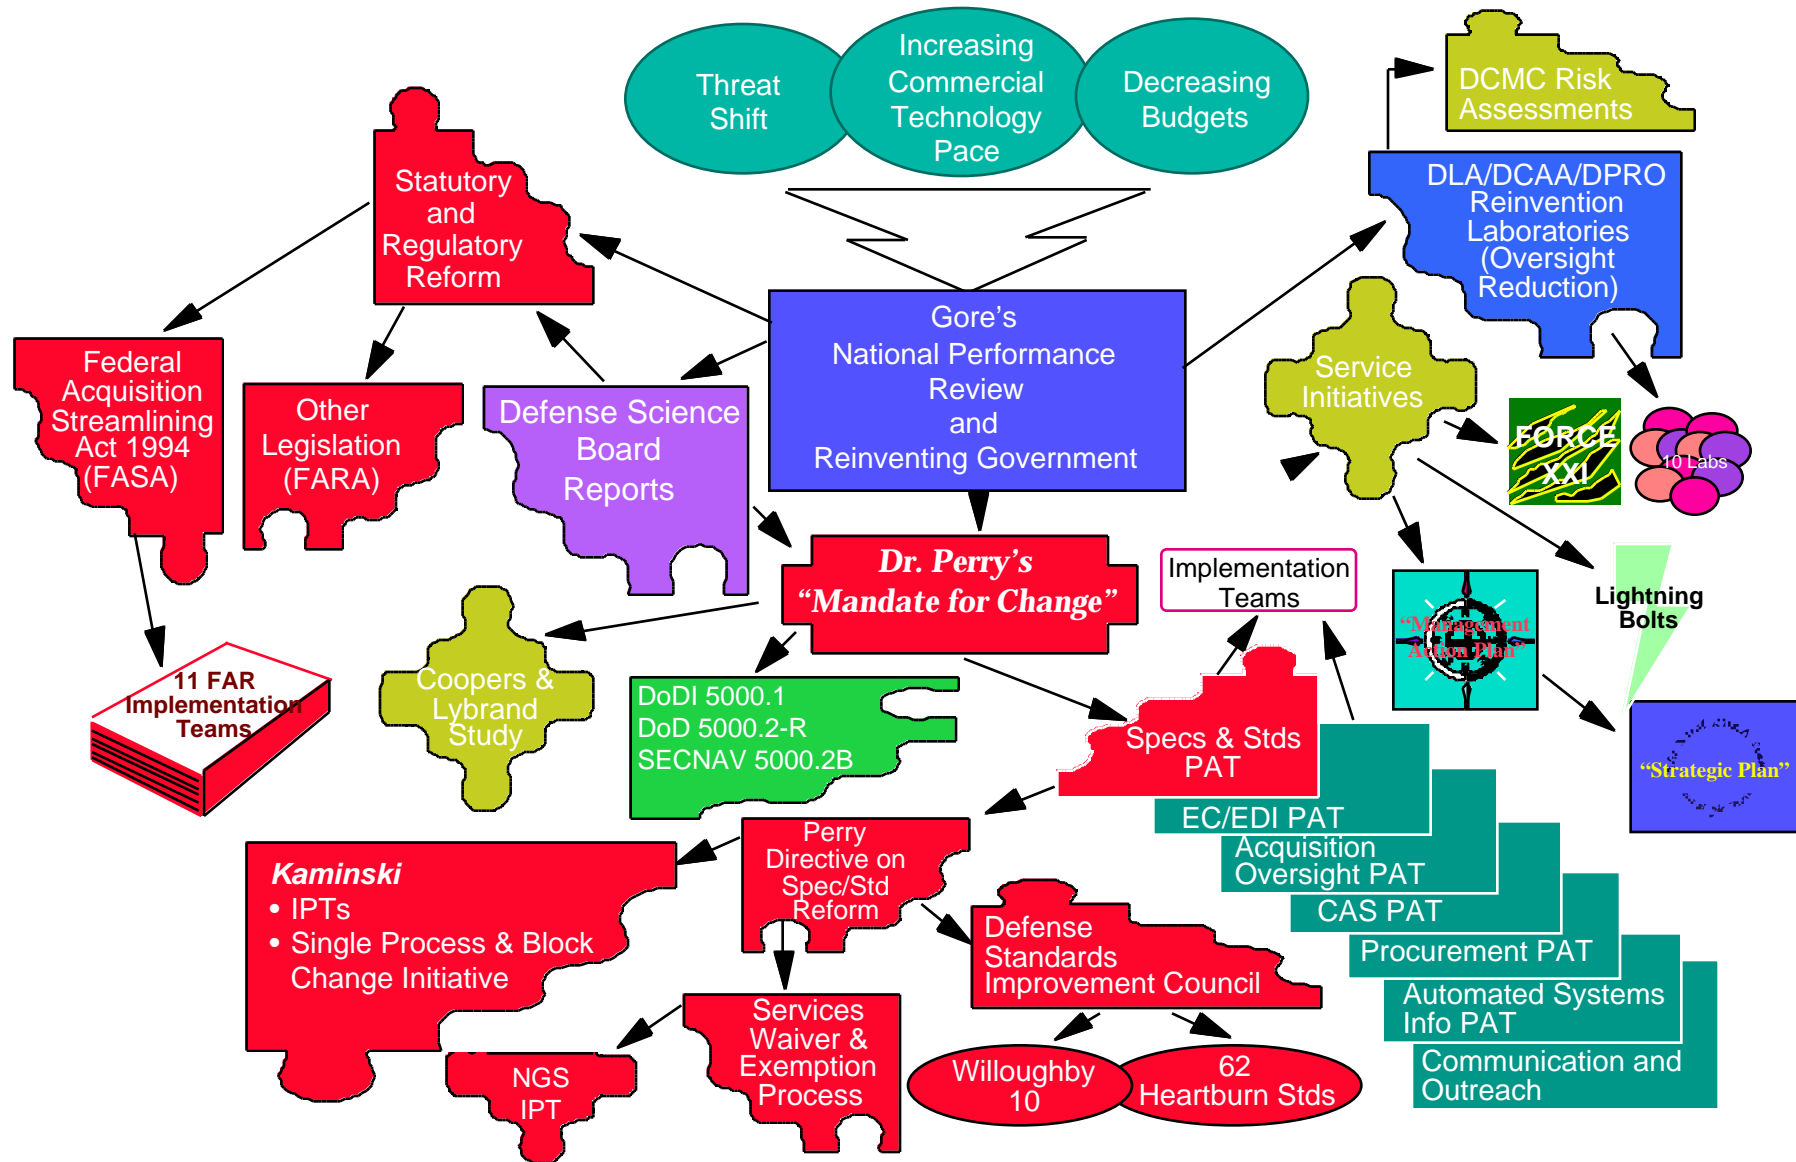 Threat
Shift
Increasing
Commercial
Technology
Pace
Decreasing
Budgets
DCMC Risk
Assessments
Statutory
and
Regulatory
Reform
DLA/DCAA/DPRO
Reinvention
Laboratories
(Oversight
Reduction)
Gore's
National Performance
Review
and
Reinventing Government
Federal
Acquisition
Streamlining
Act 1994
(FASA)
Other
Legislation
(FARA)
Defense Science
Board
Reports
Service
Initiatives
FORCE
XXI
10 Labs
Dr. Perry's
“Mandate for Change”
Implementation
Teams
“Management
Action Plan”
Lightning
Bolts
“Strategic Plan”
11 FAR
Implementation
Teams
Coopers &
Lybrand
Study
DoDI 5000.1
DoD 5000.2-R
SECNAV 5000.2B
Specs & Stds
PAT
EC/EDI PAT
Acquisition
Oversight PAT
CAS PAT
Procurement PAT
Automated Systems
Info PAT
Communication and
Outreach
Perry
Directive on
Spec/Std
Reform
Kaminski
• IPTs
• Single Process & Block
Change Initiative
Defense
Standards
Improvement Council
Services
Waiver &
Exemption
Process
NGS
IPT
Willoughby
10
62
Heartburn Stds